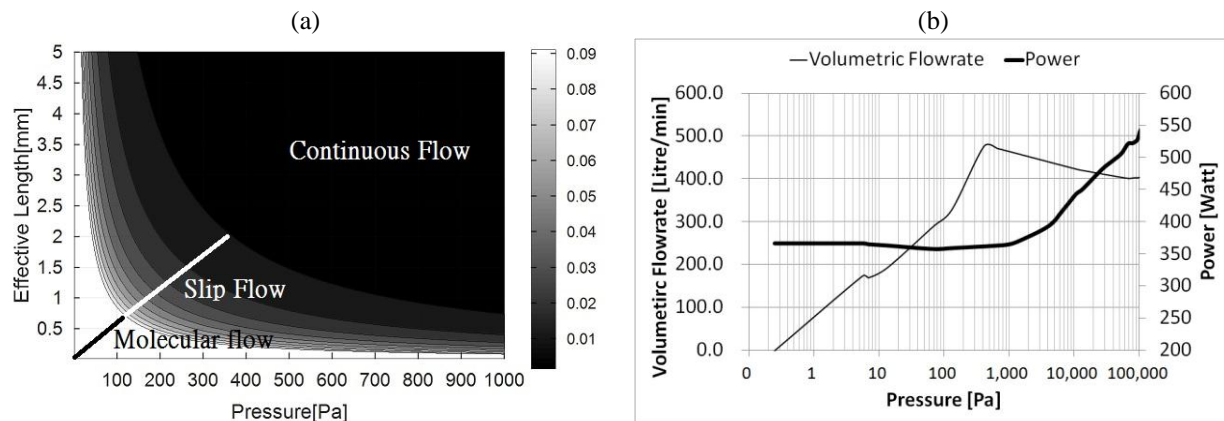 (a)
5
4.5
4
3.5
3
2.5
2
1.5
1
0.5
Effective Length[mm]
Continuous Flow
Slip Flow
Molecular flow
100 200 300 400 500 600 700 800 900 1000
Pressure[Pa]
0.09
0.08
0.07
0.06
0.05
0.04
0.03
0.02
0.01
(b)
Volumetric Flowrate Power
600.0
500.0
400.0
300.0
200.0
100.0
0.0
Volumetirc Flowrate [Litre/min]
600
550
500
450
400
350
300
250
200
Power [Watt]
0 1 10 100 1,000 10,000 100,000
Pressure [Pa]